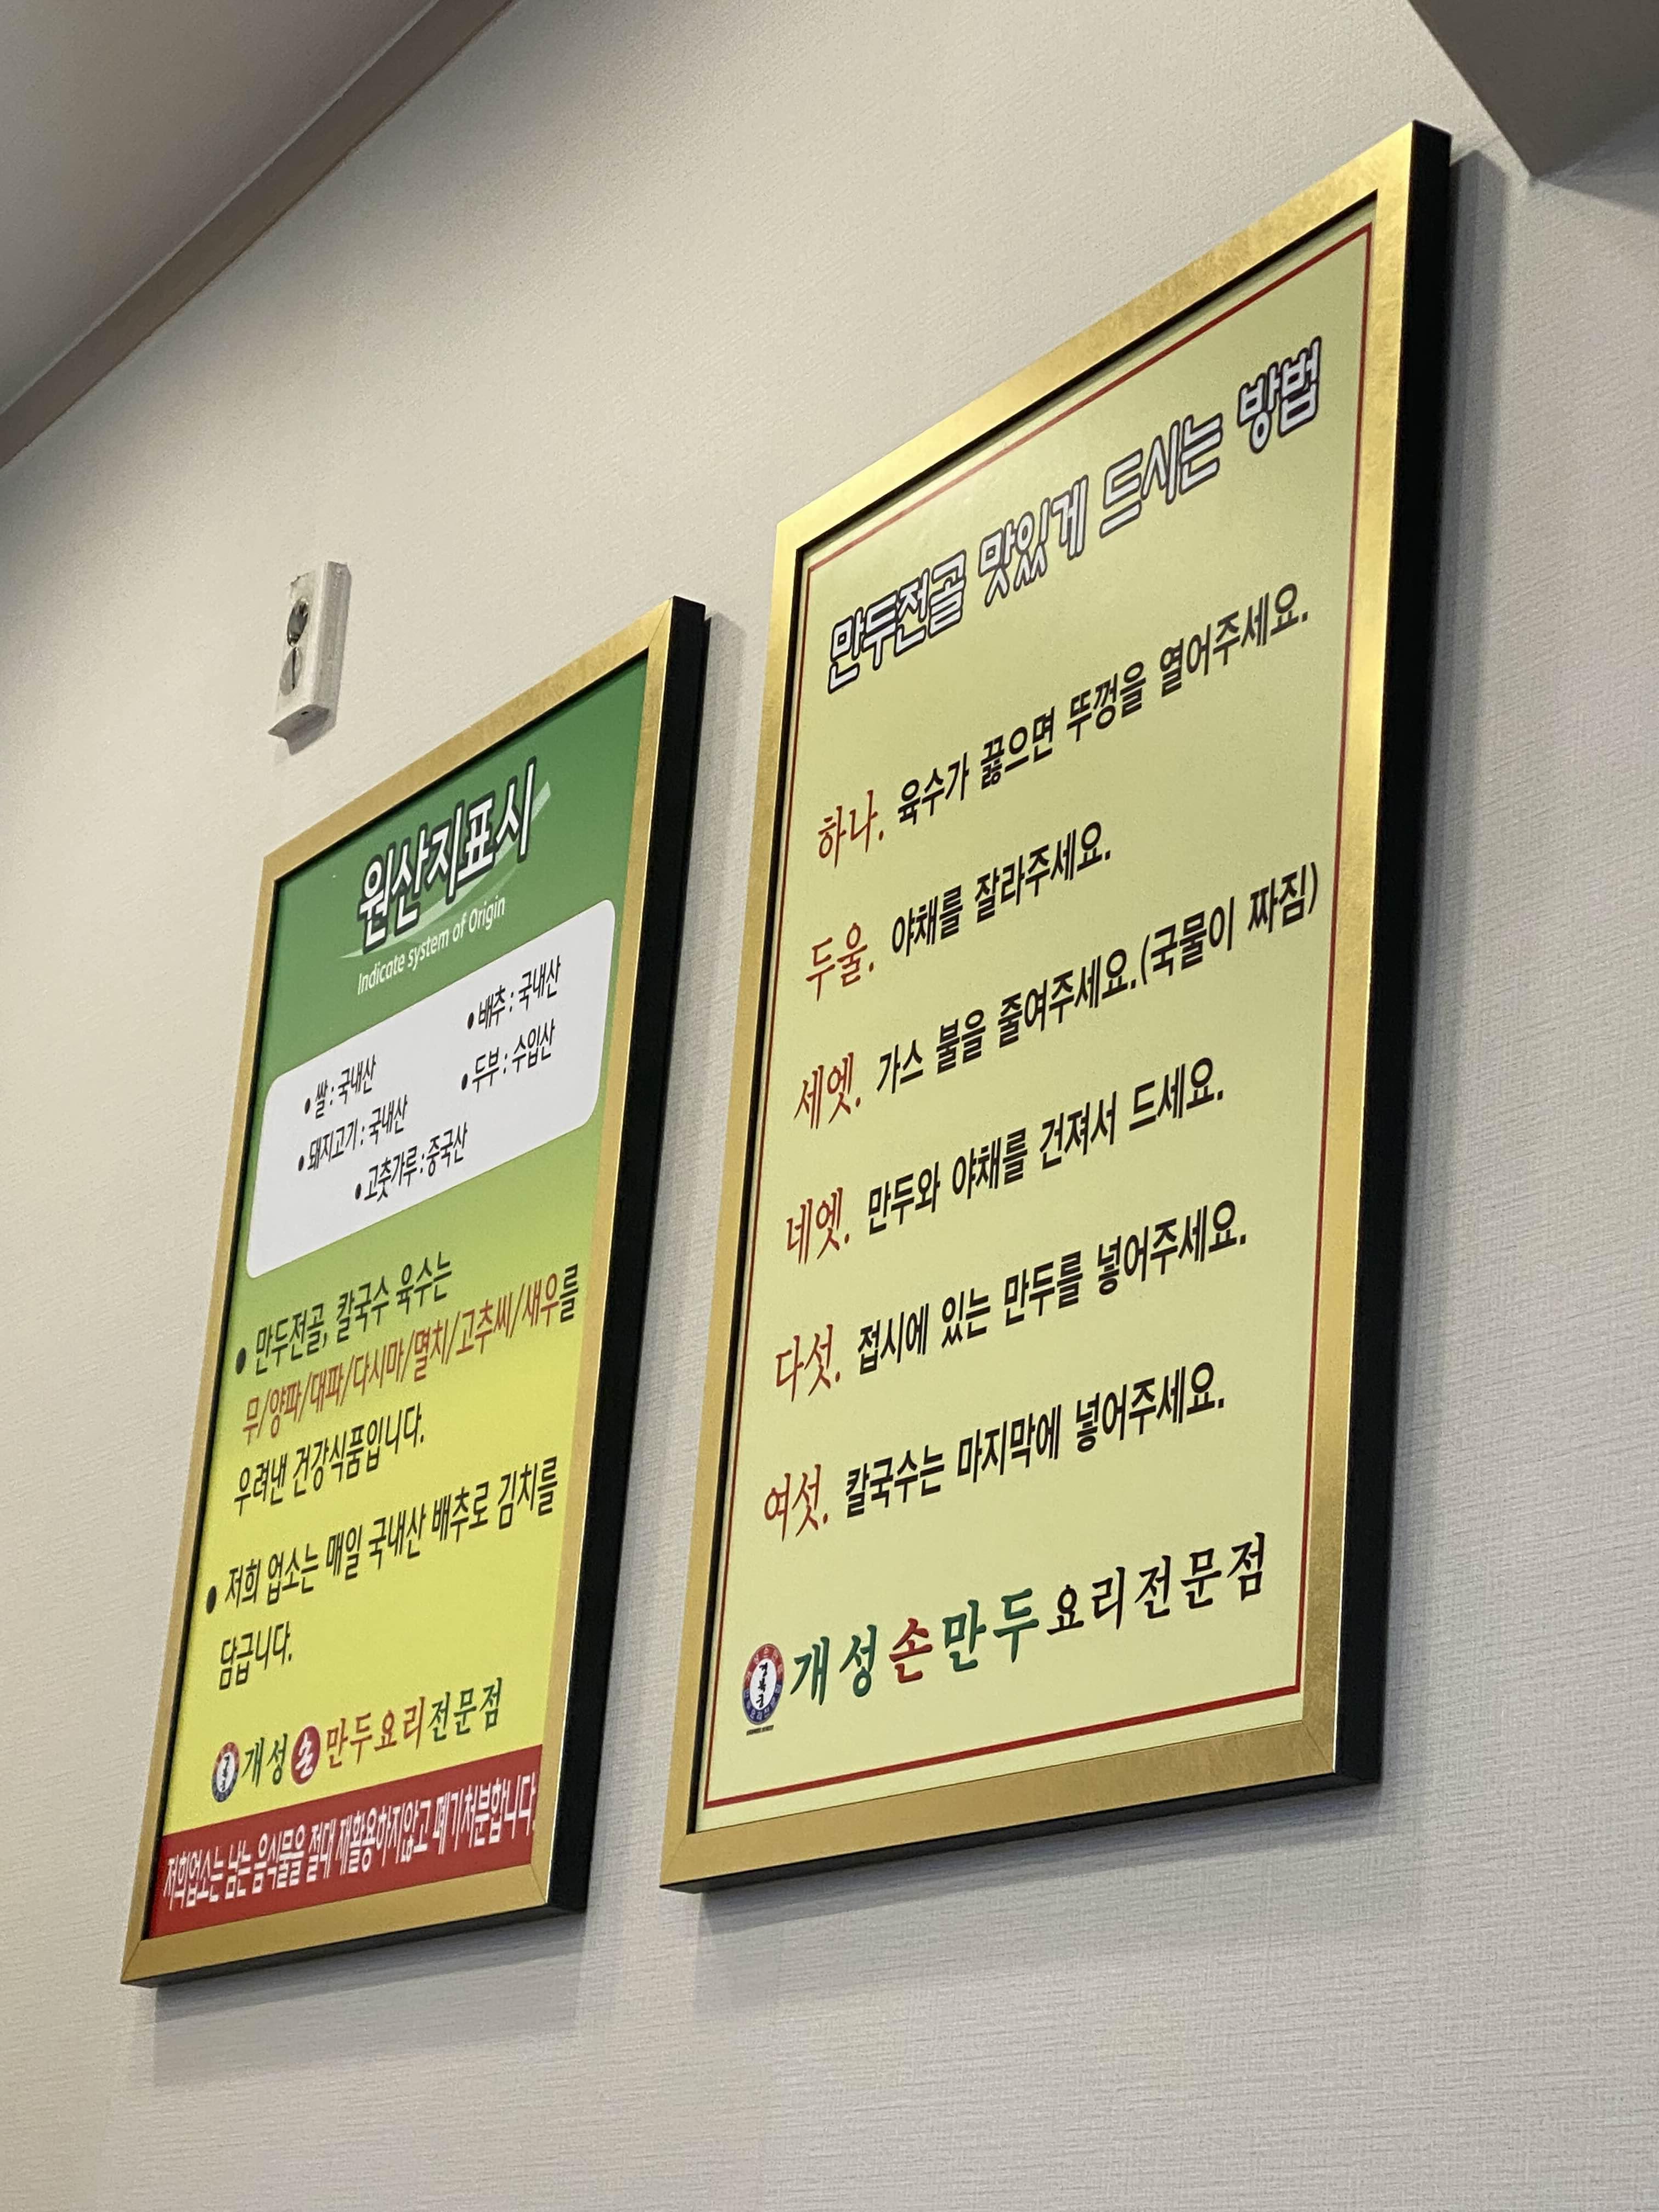 원산지표시
Indicate system of Origin
• 쌀 : 국내산 • 배추 : 국내산
• 돼지고기 : 국내산 • 두부 : 수입산
• 고춧가루 : 중국산
• 만두전골, 칼국수 육수는
무/양파/대파/다시마/멸치/고추씨/새우를
우려낸 건강식품입니다.
• 저희 업소는 매일 국내산 배추로 김치를
담급니다.
개성손만두요리전문점
저희업소는 남는 음식물을 절대 재활용하지않고 폐기처분합니다.
만두전골 맛있게 드시는 방법
하나. 육수가 끓으면 뚜껑을 열어주세요.
두울. 야채를 잘라주세요.
세엣. 가스 불을 줄여주세요.(국물이 짜짐)
네엣. 만두와 야채를 건져서 드세요.
다섯. 접시에 있는 만두를 넣어주세요.
여섯. 칼국수는 마지막에 넣어주세요.
개성손만두요리전문점